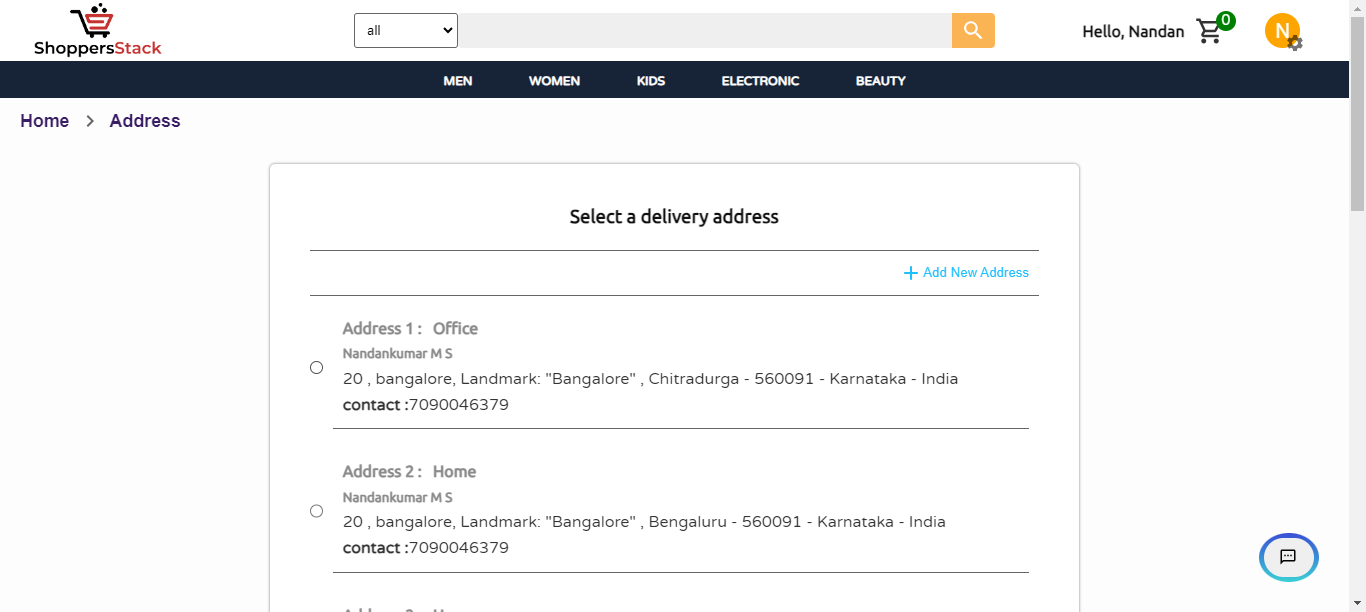 ShoppersStack
all
Hello, Nandan
0
N
MEN WOMEN KIDS ELECTRONIC BEAUTY
Home > Address
Select a delivery address
+ Add New Address
Address 1 : Office
Nandankumar M S
20 , bangalore, Landmark: "Bangalore" , Chitradurga - 560091 - Karnataka - India
contact :7090046379
Address 2 : Home
Nandankumar M S
20 , bangalore, Landmark: "Bangalore" , Bengaluru - 560091 - Karnataka - India
contact :7090046379